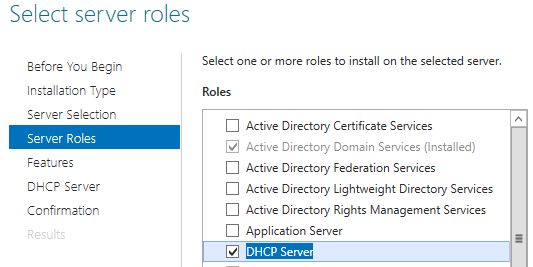 Select server roles
Before You Begin
Installation Type
Server Selection
Server Roles
Features
DHCP Server
Confirmation
Results
Select one or more roles to install on the selected server.
Roles
Active Directory Certificate Services
Active Directory Domain Services (Installed)
Active Directory Federation Services
Active Directory Lightweight Directory Services
Active Directory Rights Management Services
Application Server
DHCP Server